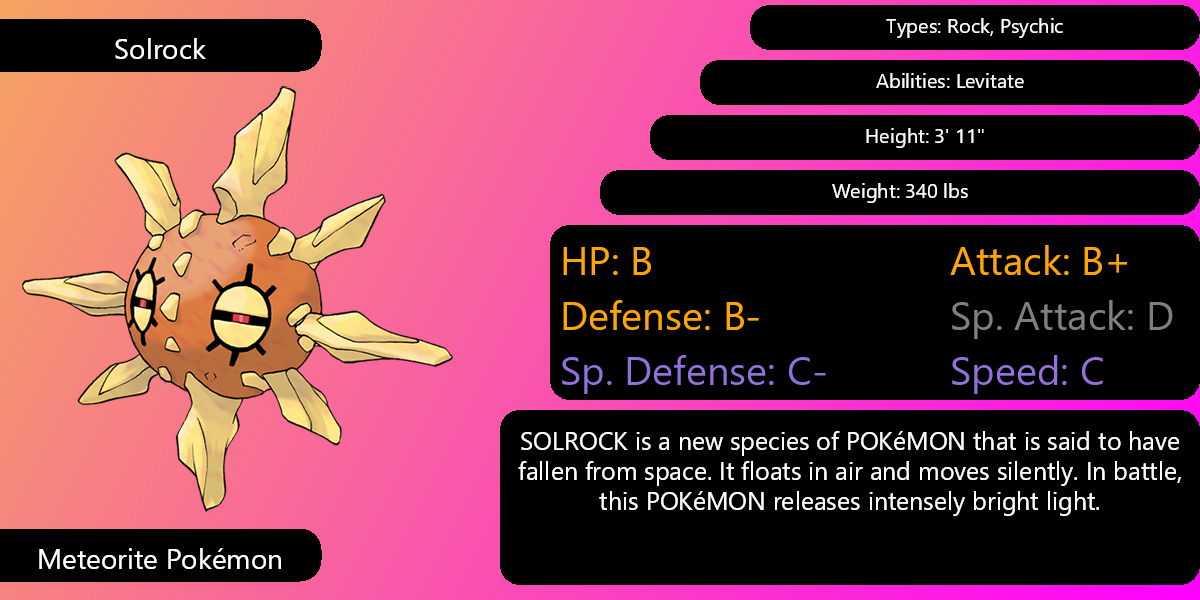 Solrock
Types: Rock, Psychic
Abilities: Levitate
Height: 3' 11"
Weight: 340 lbs
HP: B
Attack: B+
Defense: B-
Sp. Attack: D
Sp. Defense: C-
Speed: C
SOLROCK is a new species of POKéMON that is said to have
fallen from space. It floats in air and moves silently. In battle,
this POKéMON releases intensely bright light.
Meteorite Pokémon